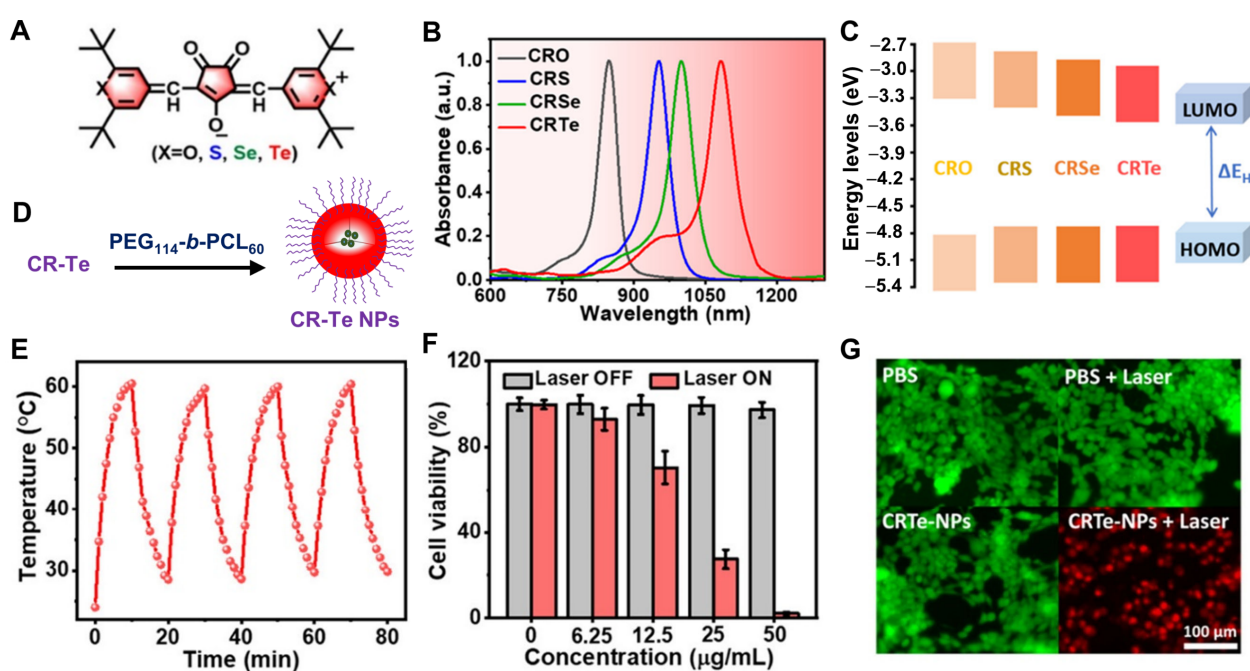 A
X
C
H
O
O
O
−
C
H
X
+
(X=O, S, Se, Te)
B
Absorbance (a.u.)
1.0
0.8
0.6
0.4
0.2
0.0
CRO
CRS
CRSe
CRTe
600 750 900 1050 1200
Wavelength (nm)
C
Energy levels (eV)
−2.7
−3.0
−3.3
−3.6
−3.9
−4.2
−4.5
−4.8
−5.1
−5.4
CRO CRS CRSe CRTe
LUMO
ΔE_H
HOMO
D
CR-Te
PEG114-b-PCL60
CR-Te NPs
E
Temperature (°C)
60
50
40
30
0 20 40 60 80
Time (min)
F
Cell viability (%)
120
80
40
0
Laser OFF Laser ON
0 6.25 12.5 25 50
Concentration (μg/mL)
G
PBS
PBS + Laser
CRTe-NPs
CRTe-NPs + Laser
100 μm